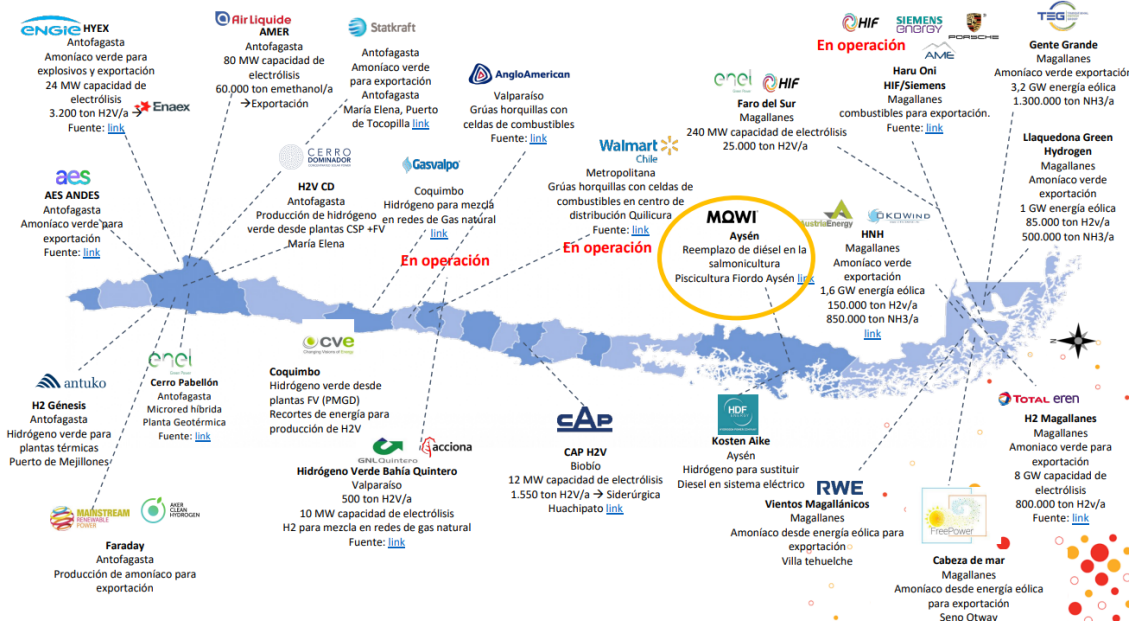 ENGIE HYEX
Antofagasta
Amoníaco verde para
explosivos y exportación
24 MW capacidad de
electrólisis
3.200 ton H2V/a → Enaex
Fuente: link
Air Liquide
AMER
Antofagasta
80 MW capacidad de
electrólisis
60.000 ton emethanol/a
→Exportación
Statkraft
Antofagasta
Amoníaco verde
para exportación
Antofagasta
María Elena, Puerto
de Tocopilla link
AngloAmerican
Valparaíso
Grúas horquillas con
celdas de combustibles
Fuente: link
enel
Green Power
HIF
Faro del Sur
Magallanes
240 MW capacidad de electrólisis
25.000 ton H2V/a
HIF
SIEMENS
energy
PORSCHE
AME
En operación
Haru Oni
HIF/Siemens
Magallanes
combustibles para exportación.
Fuente: link
TEG
Gente Grande
Magallanes
Amoníaco verde exportación
3,2 GW energía eólica
1.300.000 ton NH3/a
Llaquedona Green
Hydrogen
Magallanes
Amoníaco verde
exportación
1 GW energía eólica
85.000 ton H2V/a
500.000 ton NH3/a
aes
AES ANDES
Antofagasta
Amoníaco verde para
exportación
Fuente: link
CERRO
DOMINADOR
H2V CD
Antofagasta
Producción de hidrógeno
verde desde plantas CSP +FV
María Elena
Gasvalpo
Coquimbo
Hidrógeno para mezcla
en redes de Gas natural
link
En operación
Walmart
Chile
Metropolitana
Grúas horquillas con celdas de
combustibles en centro de
distribución Quilicura
Fuente: link
En operación
MOWI
Aysén
Reemplazo de diésel en la
salmonicultura
Piscicultura Fiordo Aysén link
AustriaEnergy
ÖKOWIND
HNH
Magallanes
Amoníaco verde
exportación
1,6 GW energía eólica
150.000 ton H2v/a
850.000 ton NH3/a
link
antuko
H2 Génesis
Antofagasta
Hidrógeno verde para
plantas térmicas
Puerto de Mejillones
enel
Green Power
Cerro Pabellón
Antofagasta
Microred híbrida
Planta Geotérmica
Fuente: link
cve
Changing Visions of Energy
Coquimbo
Hidrógeno verde desde
plantas FV (PMGD)
Recortes de energía para
producción de H2V
GNL Quintero
acciona
Hidrógeno Verde Bahía Quintero
Valparaíso
500 ton H2V/a
10 MW capacidad de electrólisis
H2 para mezcla en redes de gas natural
Fuente: link
CAP
CAP H2V
Biobío
12 MW capacidad de electrólisis
1.550 ton H2V/a → Siderúrgica
Huachipato link
HDF
ENERGY
Kosten Aike
Aysén
Hidrógeno para sustituir
Diesel en sistema eléctrico
RWE
Vientos Magallánicos
Magallanes
Amoníaco desde energía eólica para
exportación
Villa tehuelche
FreePower
Cabeza de mar
Magallanes
Amoníaco desde energía eólica
para exportación
Seno Otway
TOTAL eren
H2 Magallanes
Magallanes
Amoniaco verde para
exportación
8 GW capacidad de
electrólisis
800.000 ton H2V/a
Fuente: link
MAINSTREAM
RENEWABLE
POWER
AKER
CLEAN
HYDROGEN
Faraday
Antofagasta
Producción de amoníaco para
exportación